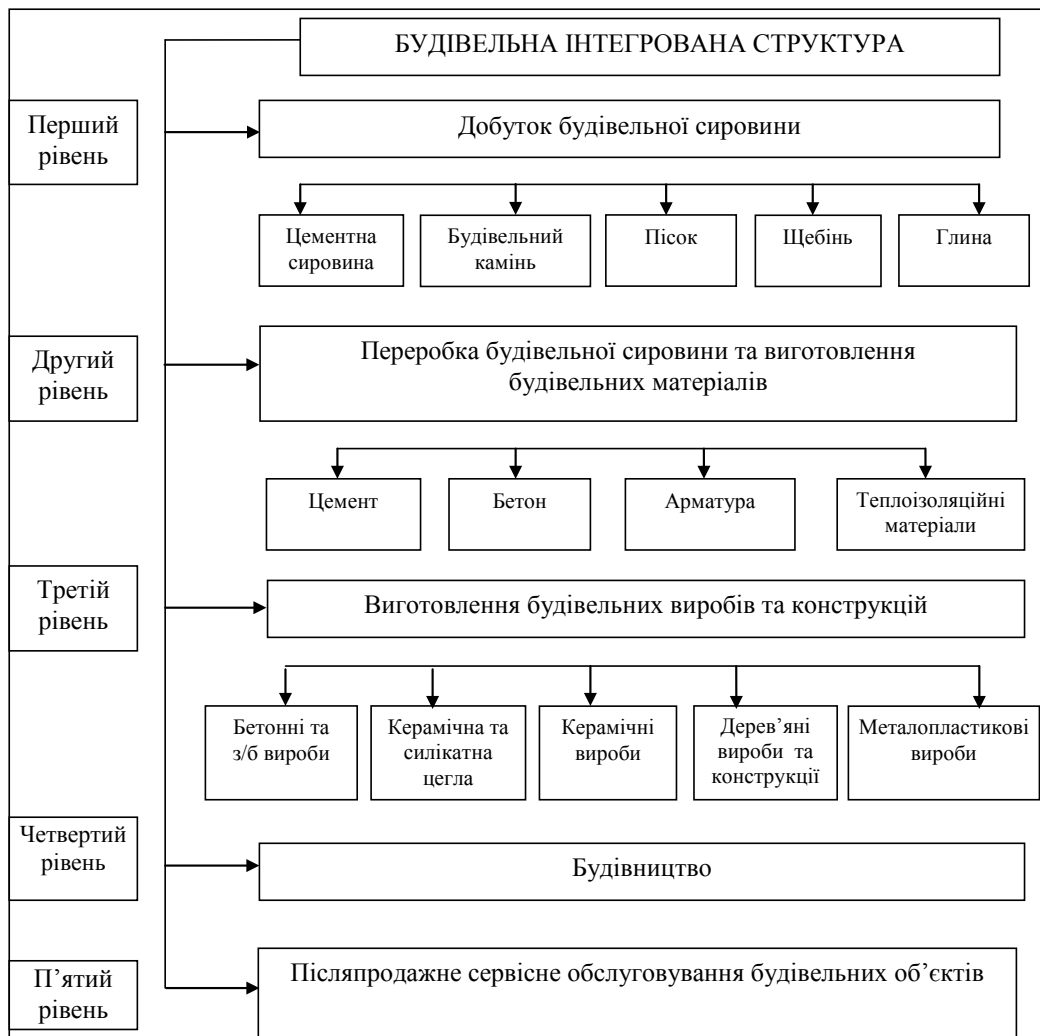 БУДІВЕЛЬНА ІНТЕГРОВАНА СТРУКТУРА
Перший
рівень
Добуток будівельної сировини
Цементна
сировина
Будівельний
камінь
Пісок
Щебінь
Глина
Другий
рівень
Переробка будівельної сировини та виготовлення
будівельних матеріалів
Цемент
Бетон
Арматура
Теплоізоляційні
матеріали
Третій
рівень
Виготовлення будівельних виробів та конструкцій
Бетонні та
з/б вироби
Керамічна та
силікатна
цегла
Керамічні
вироби
Дерев’яні
вироби та
конструкції
Металопластикові
вироби
Четвертий
рівень
Будівництво
П’ятий
рівень
Післяпродажне сервісне обслуговування будівельних об’єктів